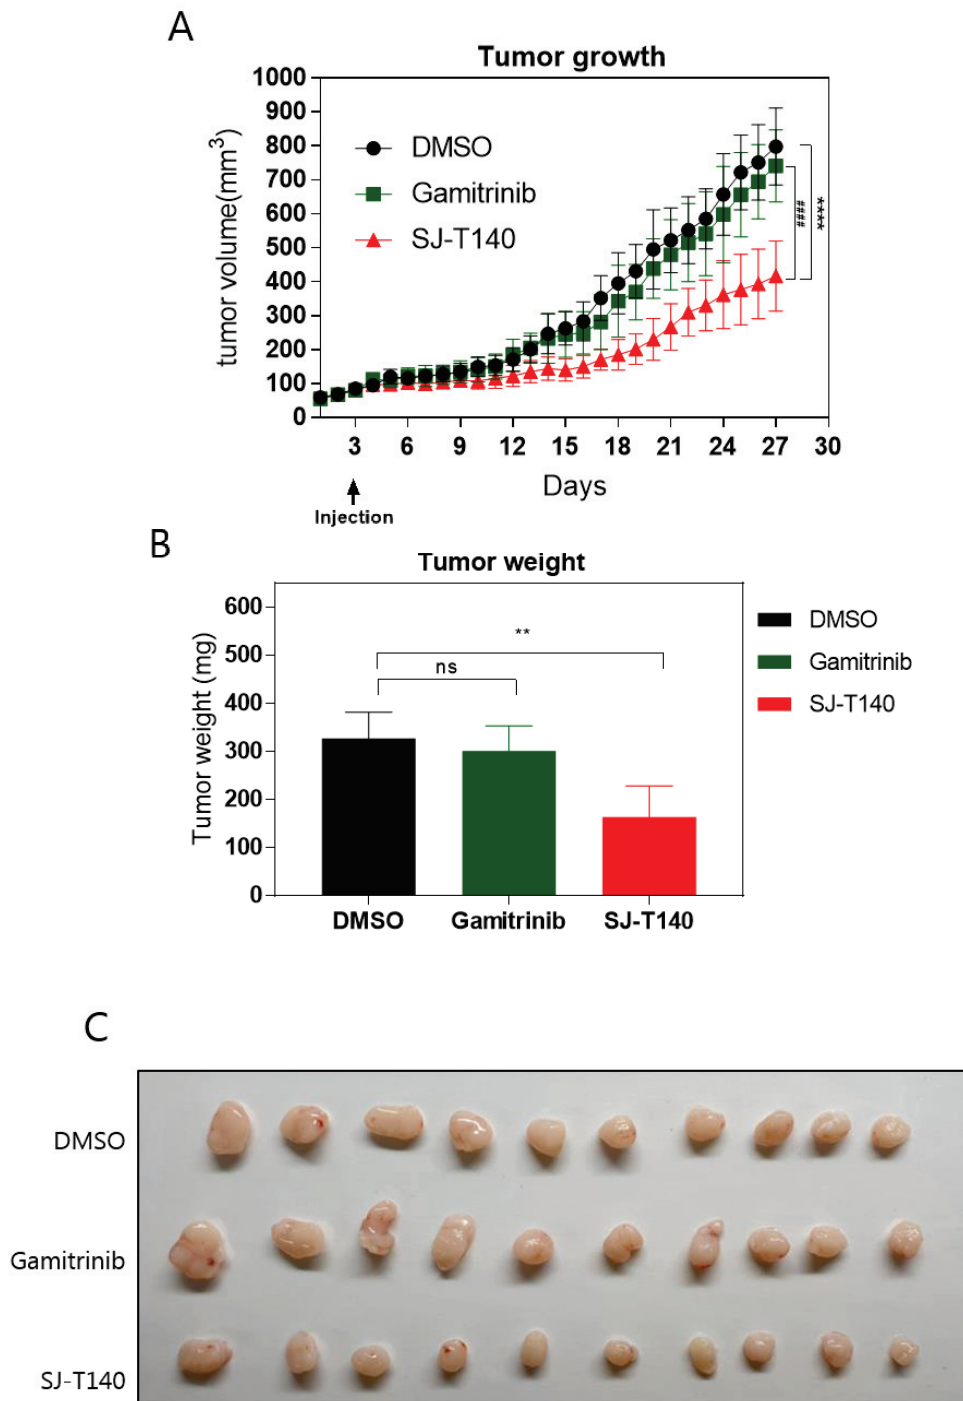 A
Tumor growth
1000
900
800
700
600
500
400
300
200
100
0
tumor volume(mm³)
DMSO
Gamitrinib
SJ-T140
####
****
3 6 9 12 15 18 21 24 27 30
Days
Injection
B
Tumor weight
600
500
400
300
200
100
0
Tumor weight (mg)
**
ns
DMSO
Gamitrinib
SJ-T140
DMSO Gamitrinib SJ-T140
C
DMSO
Gamitrinib
SJ-T140